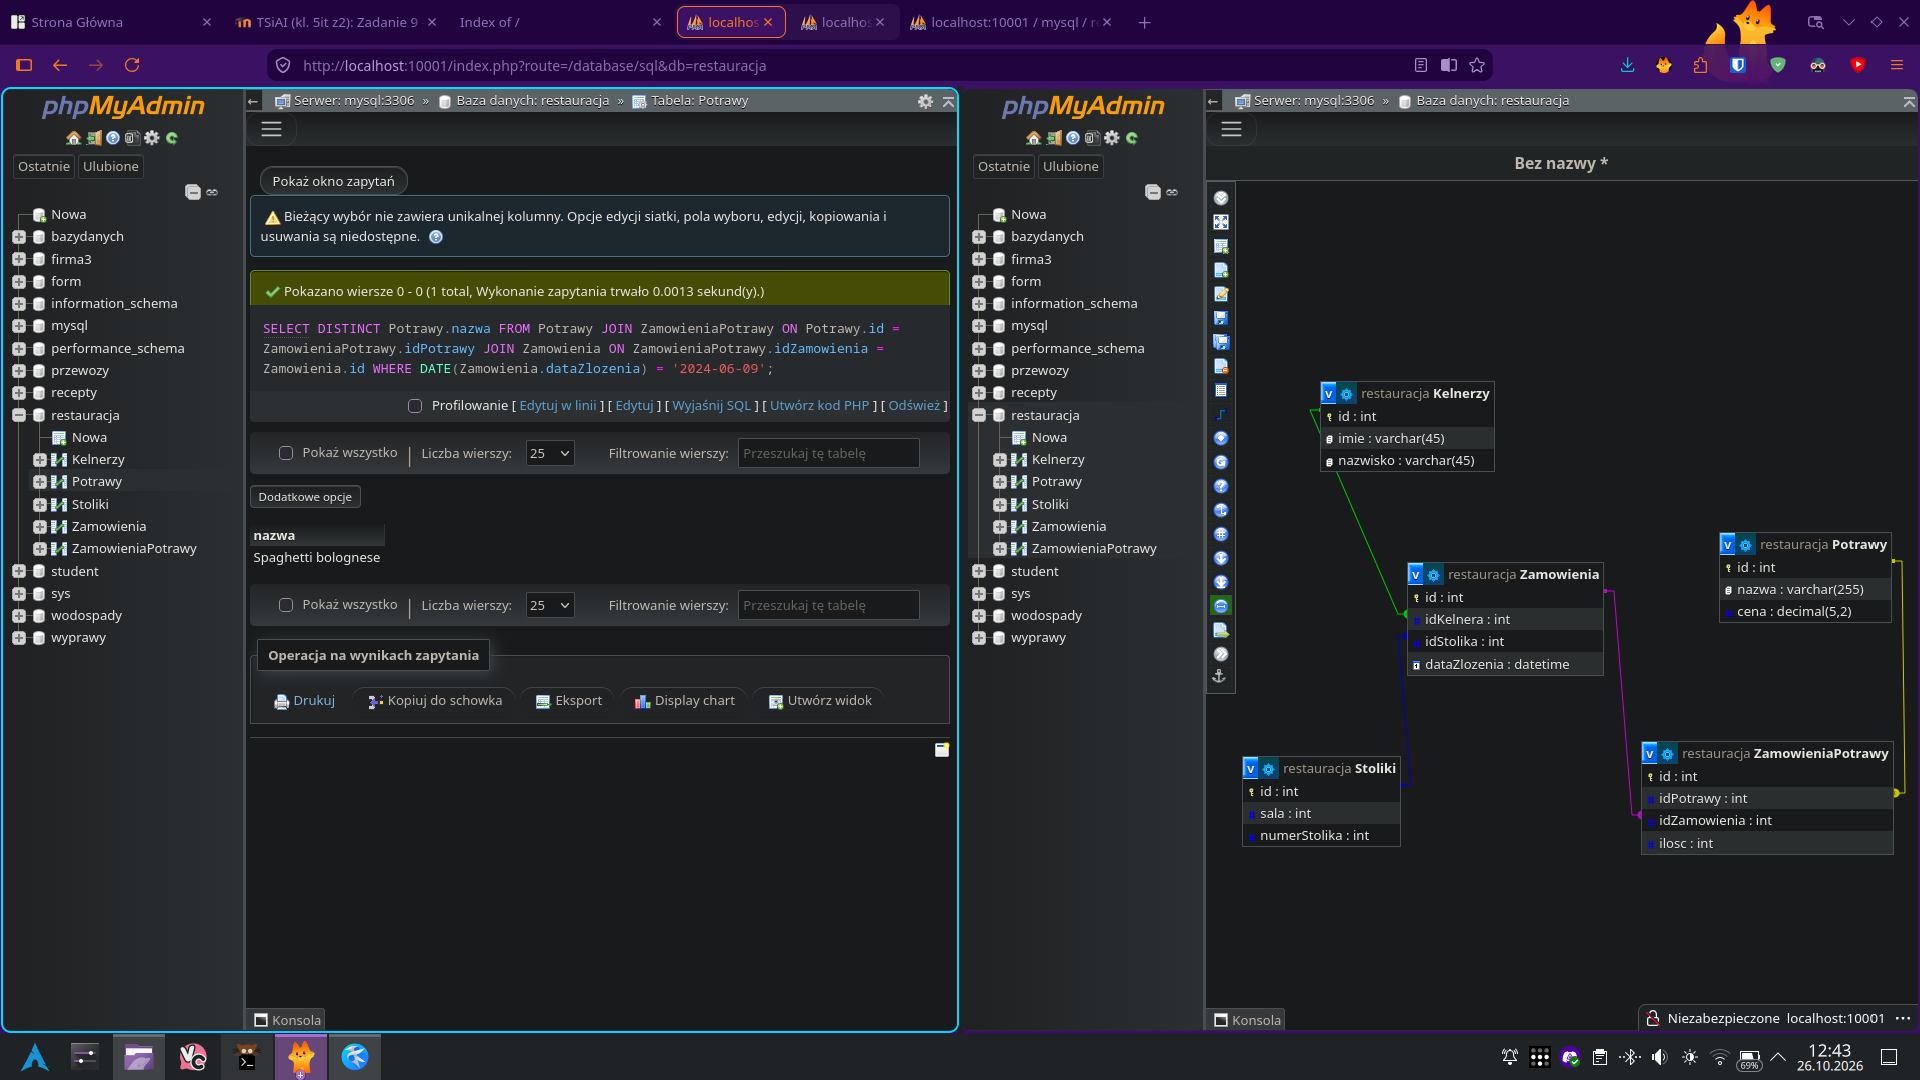 Strona Główna
TSiAI (kl. 5it z2): Zadanie 9
Index of /
localhos
localhos
localhost:10001 / mysql / r
http://localhost:10001/index.php?route=/database/sql&db=restauracja
phpMyAdmin
Ostatnie
Ulubione
Nowa
bazydanych
firma3
form
information_schema
mysql
performance_schema
przewozy
recepty
restauracja
Nowa
Kelnerzy
Potrawy
Stoliki
Zamowienia
ZamowieniaPotrawy
student
sys
wodospady
wyprawy
Serwer: mysql:3306 » Baza danych: restauracja » Tabela: Potrawy
Pokaż okno zapytań
Bieżący wybór nie zawiera unikalnej kolumny. Opcje edycji siatki, pola wyboru, edycji, kopiowania i
usuwania są niedostępne.
Pokazano wiersze 0 - 0 (1 total, Wykonanie zapytania trwało 0.0013 sekund(y).)
SELECT DISTINCT Potrawy.nazwa FROM Potrawy JOIN ZamowieniaPotrawy ON Potrawy.id =
ZamowieniaPotrawy.idPotrawy JOIN Zamowienia ON ZamowieniaPotrawy.idZamowienia =
Zamowienia.id WHERE DATE(Zamowienia.dataZlozenia) = '2024-06-09';
Profilowanie [ Edytuj w linii ] [ Edytuj ] [ Wyjaśnij SQL ] [ Utwórz kod PHP ] [ Odśwież ]
Pokaż wszystko | Liczba wierszy: 25 Filtrowanie wierszy: Przeszukaj tę tabelę
Dodatkowe opcje
nazwa
Spaghetti bolognese
Pokaż wszystko | Liczba wierszy: 25 Filtrowanie wierszy: Przeszukaj tę tabelę
Operacja na wynikach zapytania
Drukuj
Kopiuj do schowka
Eksport
Display chart
Utwórz widok
Konsola
phpMyAdmin
Ostatnie
Ulubione
Nowa
bazydanych
firma3
form
information_schema
mysql
performance_schema
przewozy
recepty
restauracja
Nowa
Kelnerzy
Potrawy
Stoliki
Zamowienia
ZamowieniaPotrawy
student
sys
wodospady
wyprawy
Serwer: mysql:3306 » Baza danych: restauracja
Bez nazwy *
v restauracja Kelnerzy
id : int
imie : varchar(45)
nazwisko : varchar(45)
v restauracja Potrawy
id : int
nazwa : varchar(255)
cena : decimal(5,2)
v restauracja Zamowienia
id : int
idKelnera : int
idStolika : int
dataZlozenia : datetime
v restauracja Stoliki
id : int
sala : int
numerStolika : int
v restauracja ZamowieniaPotrawy
id : int
idPotrawy : int
idZamowienia : int
ilosc : int
Konsola
Niezabezpieczone localhost:10001
69%
12:43
26.10.2026